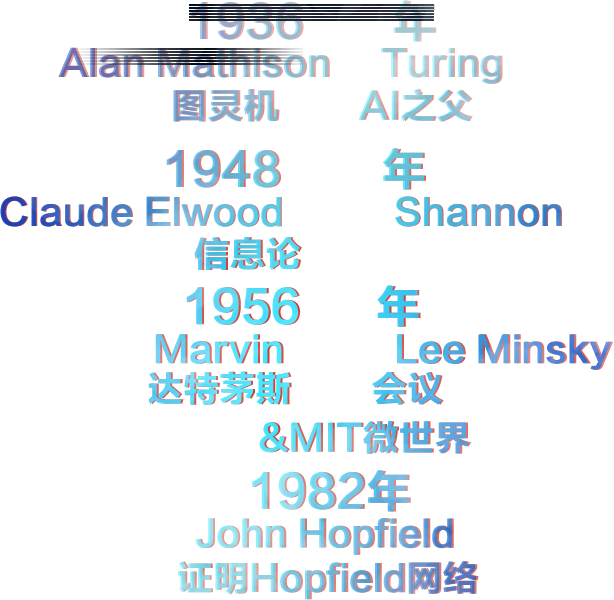 1936 年
Alan Mathison Turing
图灵机 AI之父
1948 年
Claude Elwood Shannon
信息论
1956 年
Marvin Lee Minsky
达特茅斯 会议
&MIT微世界
1982年
John Hopfield
证明Hopfield网络